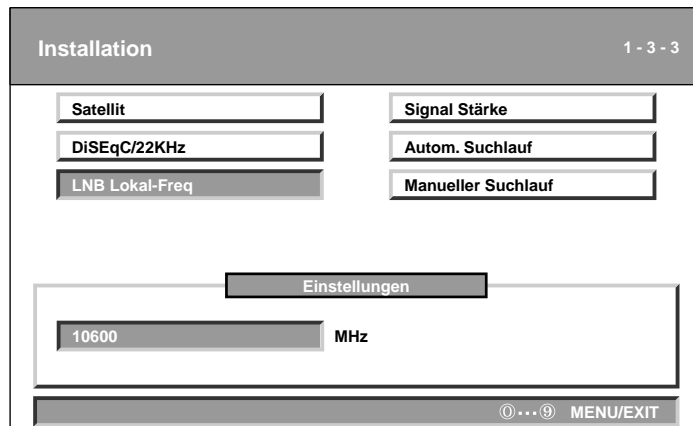 Installation 1 - 3 - 3
Satellit
DiSEqC/22KHz
LNB Lokal-Freq
Signal Stärke
Autom. Suchlauf
Manueller Suchlauf
Einstellungen
10600 MHz
⓪···⑨ MENU/EXIT